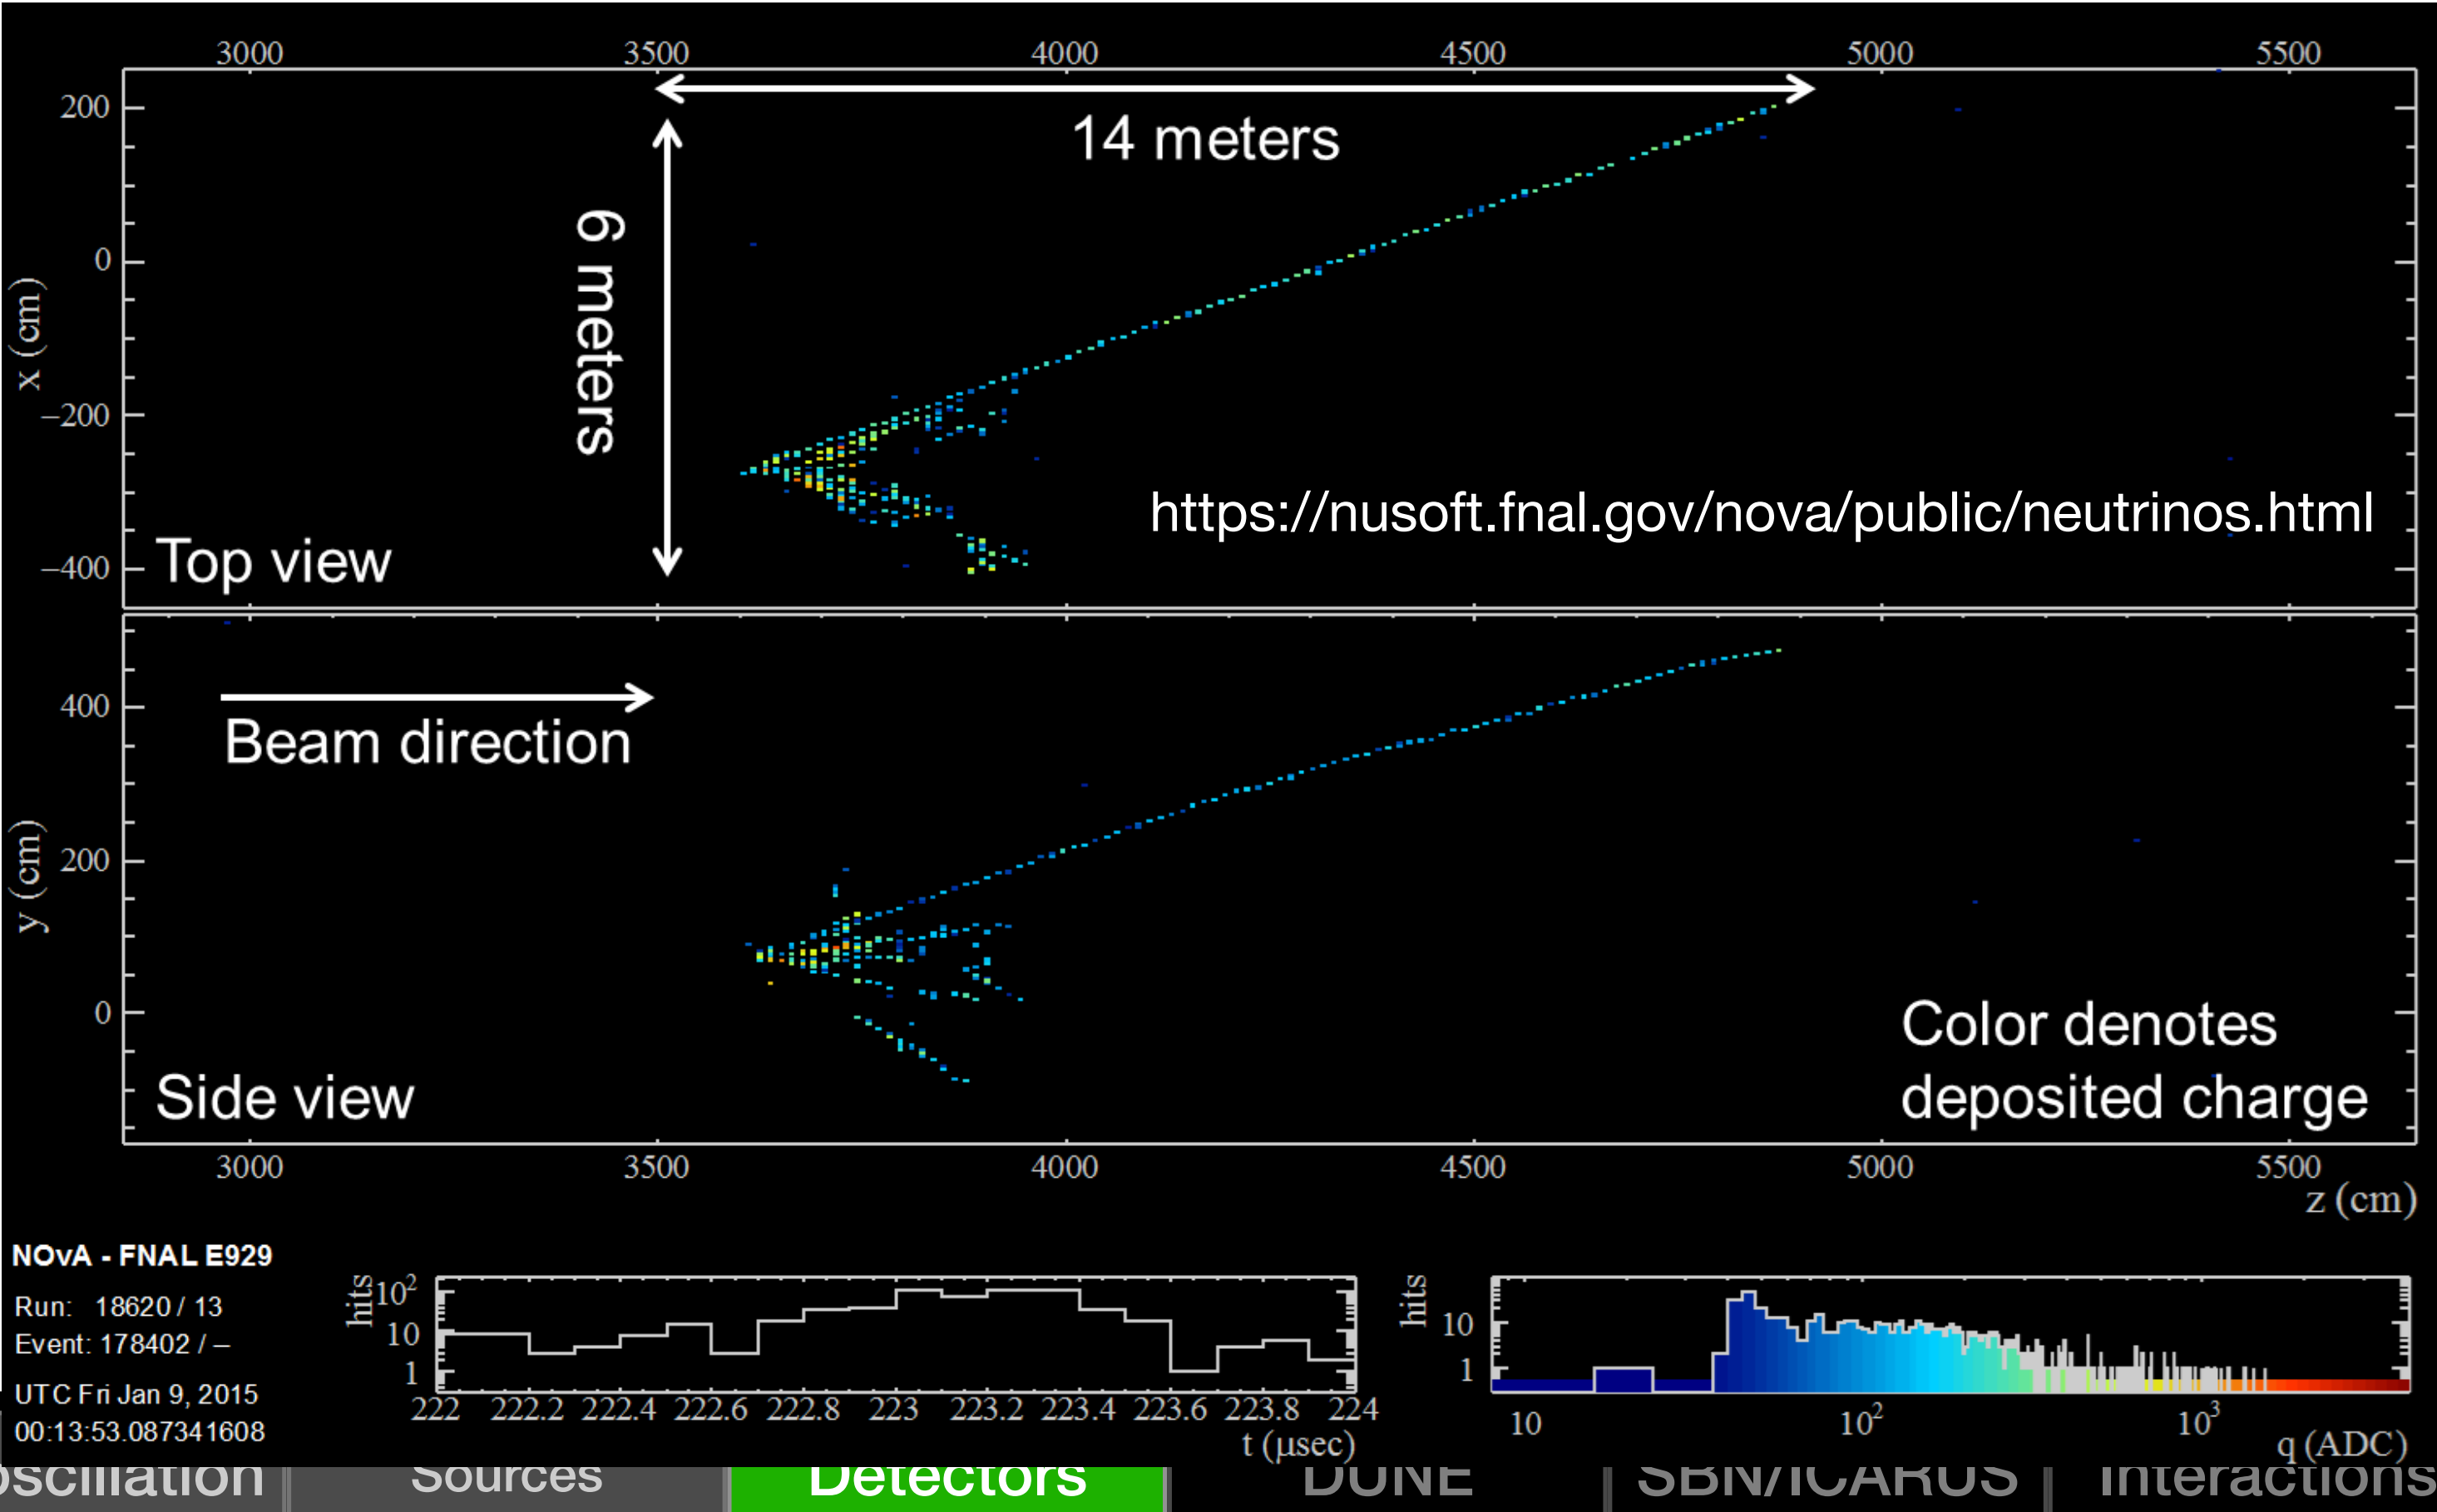 3000 3500 4000 4500 5000 5500
200
0
−200
−400
x (cm)
14 meters
6 meters
https://nusoft.fnal.gov/nova/public/neutrinos.html
Top view
400
200
0
y (cm)
Beam direction
Side view
Color denotes
deposited charge
3000 3500 4000 4500 5000 5500
z (cm)
NOvA - FNAL E929
Run: 18620 / 13
Event: 178402 / –
UTC Fri Jan 9, 2015
00:13:53.087341608
hits
10²
10
1
222 222.2 222.4 222.6 222.8 223 223.2 223.4 223.6 223.8 224
t (μsec)
hits
10
1
10 10² 10³
q (ADC)
oscillation Sources Detectors DUNE SBN/ICARUS Interactions